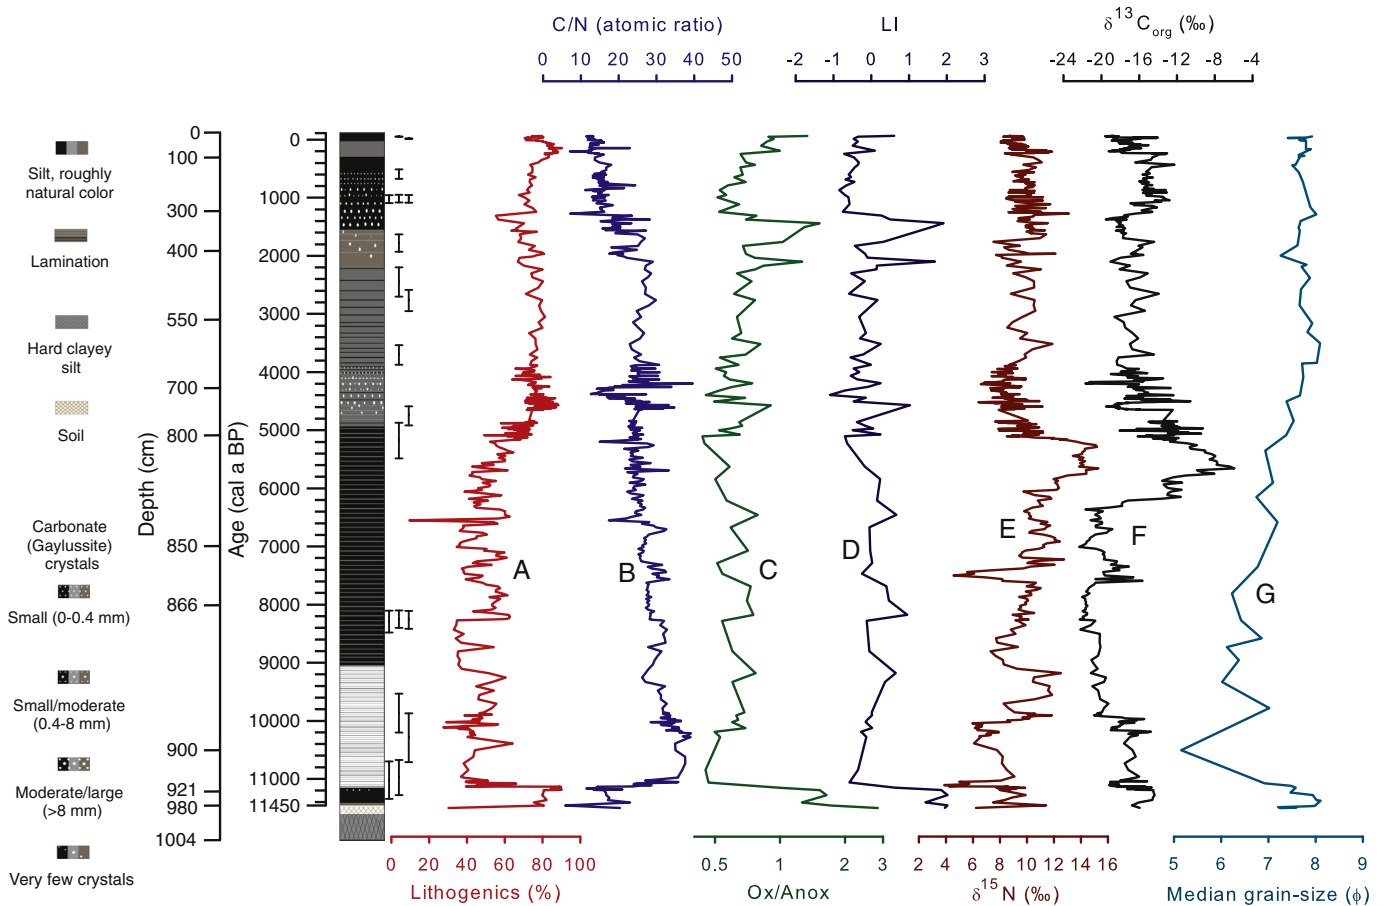 C/N (atomic ratio)
0 10 20 30 40 50
LI
-2 -1 0 1 2 3
δ13Corg (‰)
-24 -20 -16 -12 -8 -4
Silt, roughly
natural color
Lamination
Hard clayey
silt
Soil
Carbonate
(Gaylussite)
crystals
Small (0-0.4 mm)
Small/moderate
(0.4-8 mm)
Moderate/large
(>8 mm)
Very few crystals
Depth (cm)
0
100
300
400
550
700
800
850
866
900
921
980
1004
Age (cal a BP)
0
1000
2000
3000
4000
5000
6000
7000
8000
9000
10000
11000
11450
A
B
C
D
E
F
G
0 20 40 60 80 100
Lithogenics (%)
0.5 1 2 3
Ox/Anox
2 4 6 8 10 12 14 16
δ15N (‰)
5 6 7 8 9
Median grain-size (ϕ)